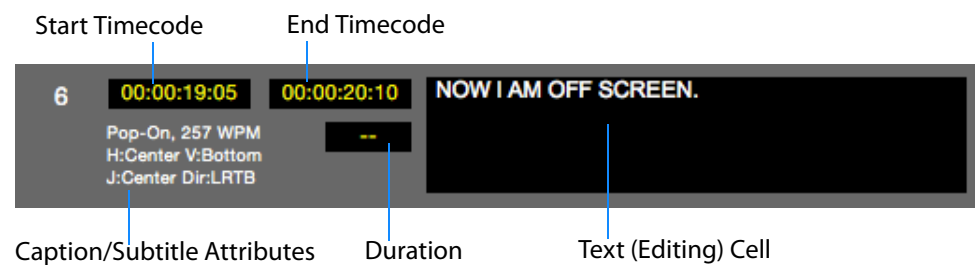 Start Timecode
End Timecode
6
00:00:19:05
00:00:20:10
NOW I AM OFF SCREEN.
Pop-On, 257 WPM
--
H:Center V:Bottom
J:Center Dir:LRTB
Caption/Subtitle Attributes
Duration
Text (Editing) Cell